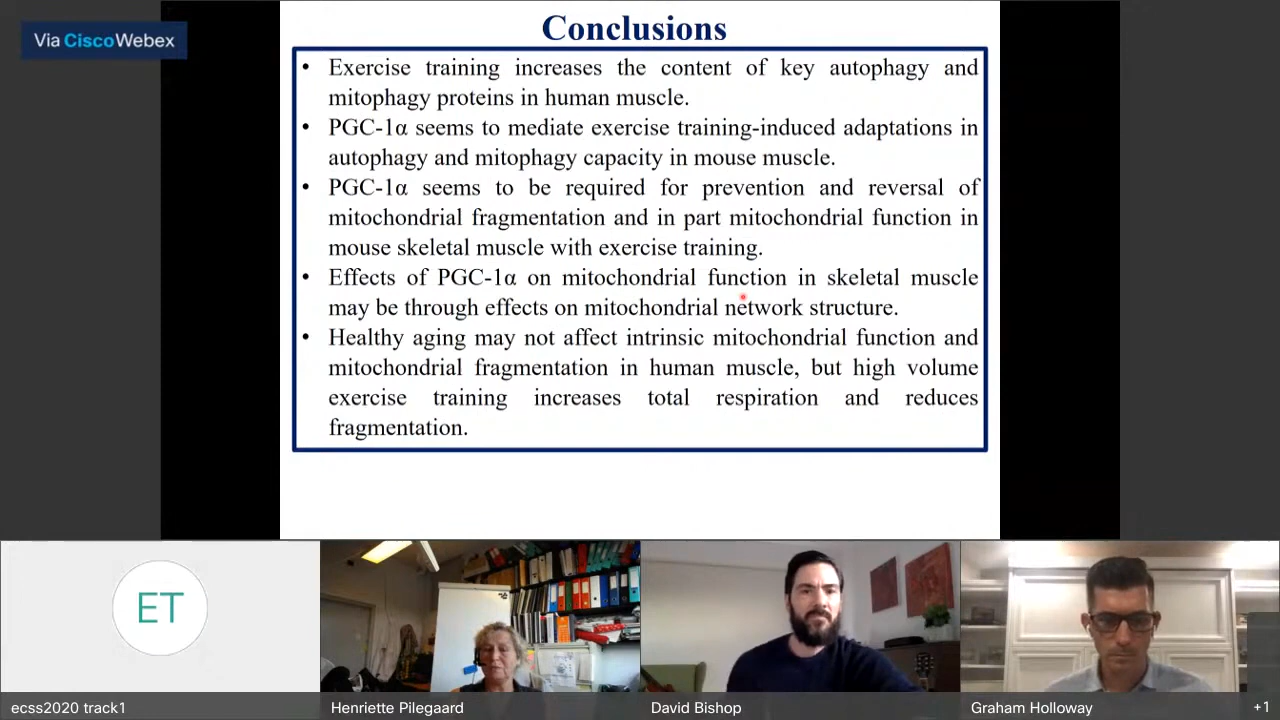 Via Cisco Webex
Conclusions
• Exercise training increases the content of key autophagy and
mitophagy proteins in human muscle.
• PGC-1α seems to mediate exercise training-induced adaptations in
autophagy and mitophagy capacity in mouse muscle.
• PGC-1α seems to be required for prevention and reversal of
mitochondrial fragmentation and in part mitochondrial function in
mouse skeletal muscle with exercise training.
• Effects of PGC-1α on mitochondrial function in skeletal muscle
may be through effects on mitochondrial network structure.
• Healthy aging may not affect intrinsic mitochondrial function and
mitochondrial fragmentation in human muscle, but high volume
exercise training increases total respiration and reduces
fragmentation.
ET
ecss2020 track1
Henriette Pilegaard
David Bishop
Graham Holloway
+1